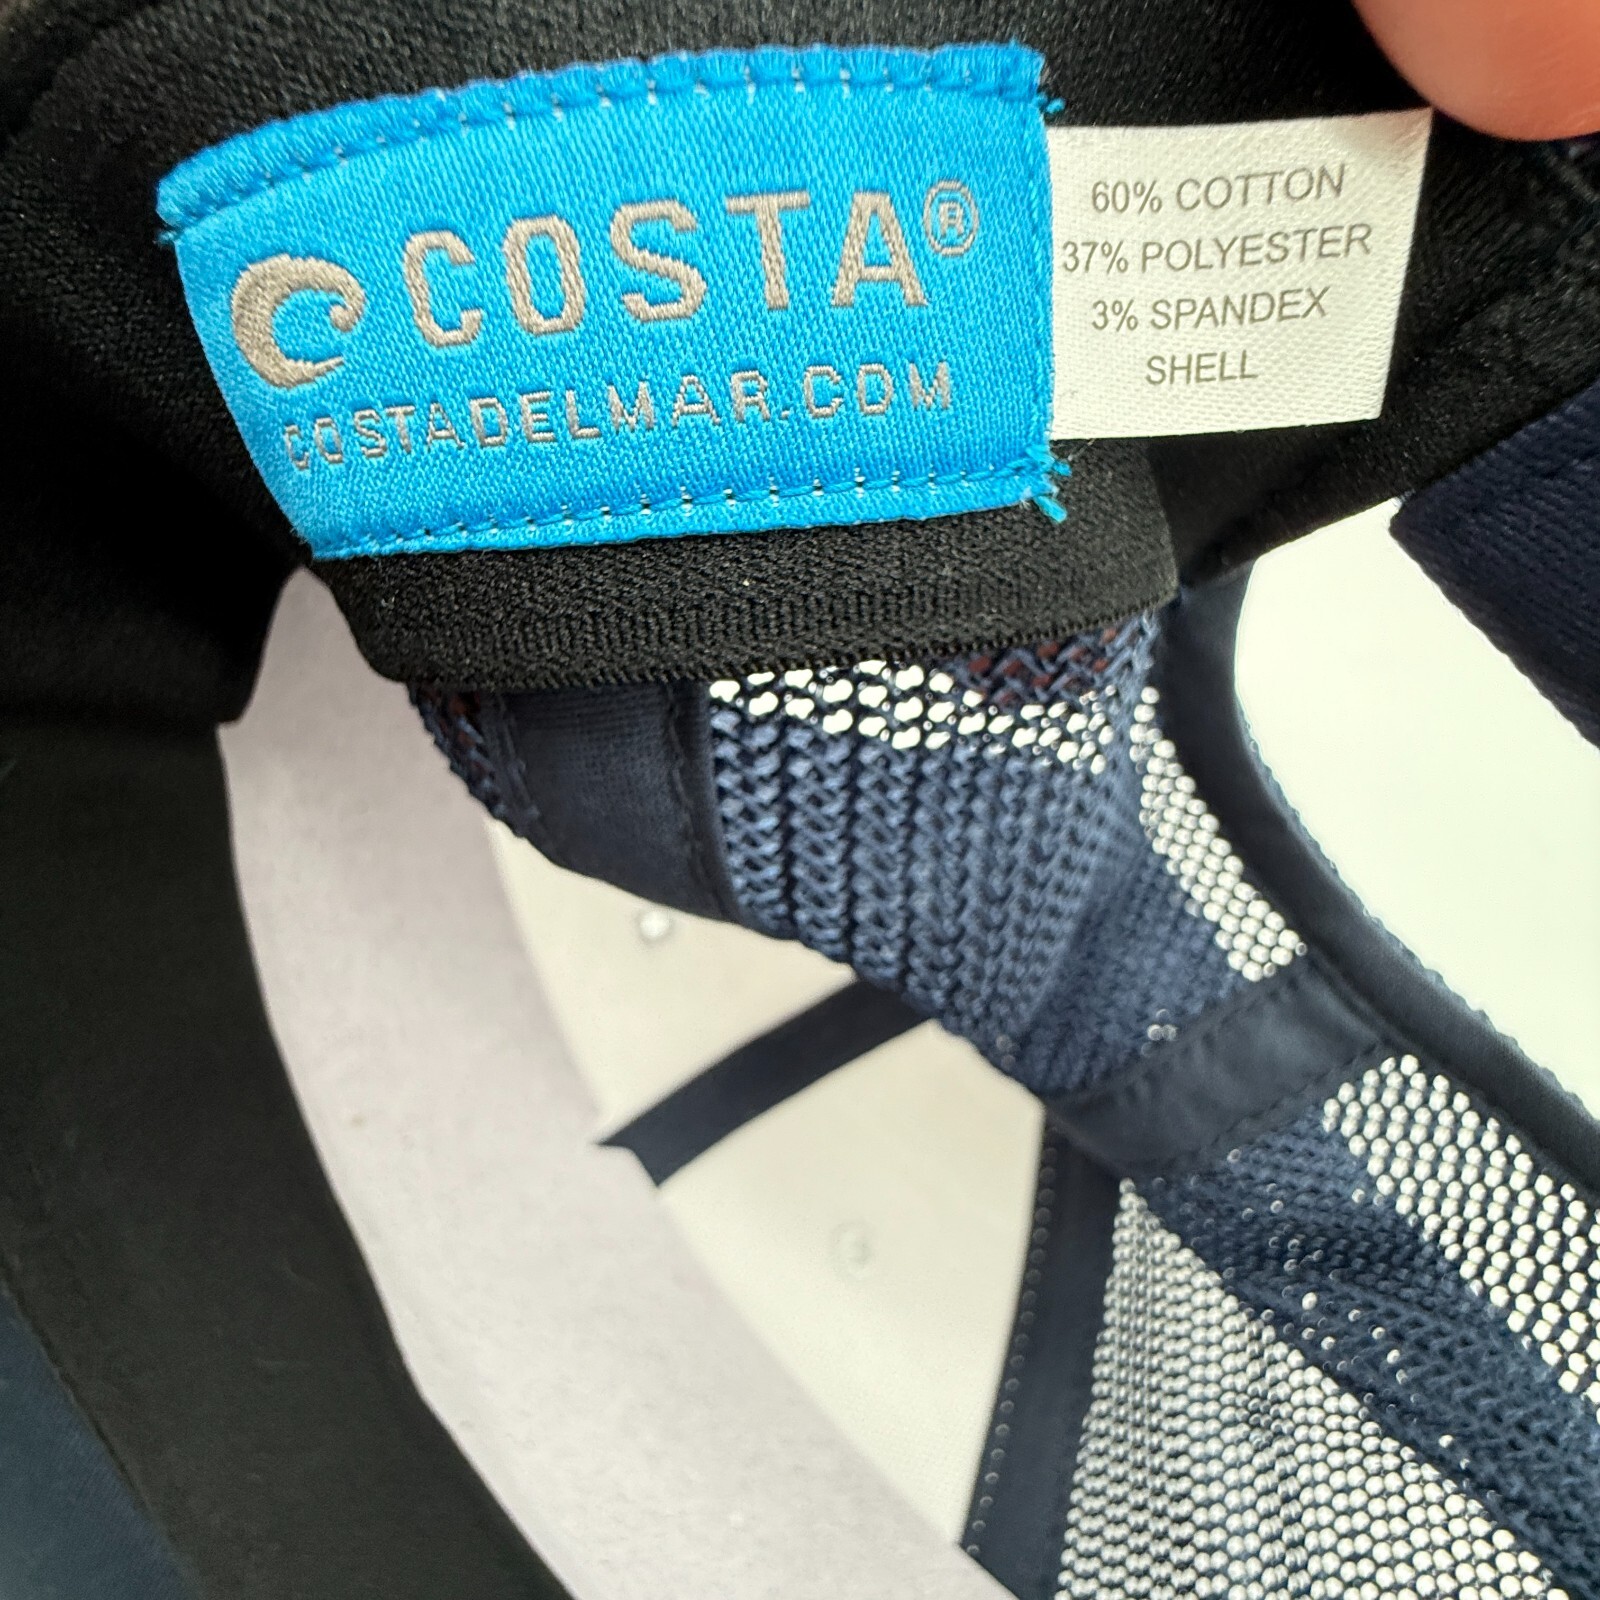 COSTA®
COSTADELMAR.COM
60% COTTON
37% POLYESTER
3% SPANDEX
SHELL